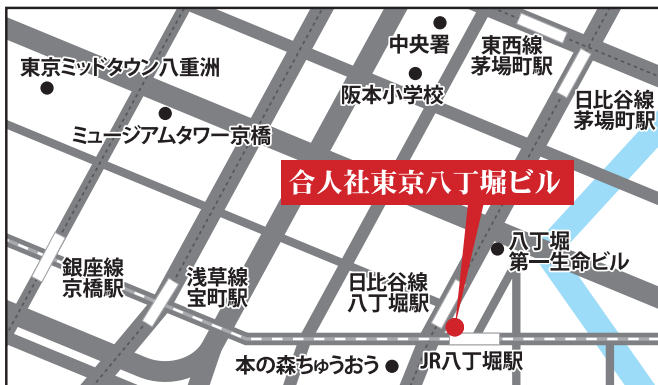 中央署
東西線
茅場町駅
東京ミッドタウン八重洲
阪本小学校
日比谷線
茅場町駅
ミュージアムタワー京橋
合人社東京八丁堀ビル
八丁堀
第一生命ビル
銀座線
京橋駅
浅草線
宝町駅
日比谷線
八丁堀駅
本の森ちゅうおう
JR八丁堀駅